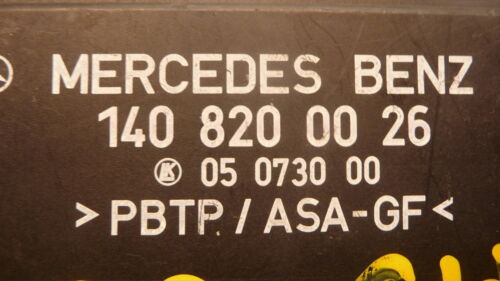 MERCEDES BENZ
140 820 00 26
K 05 0730 00
>PBTP/ASA-GF<